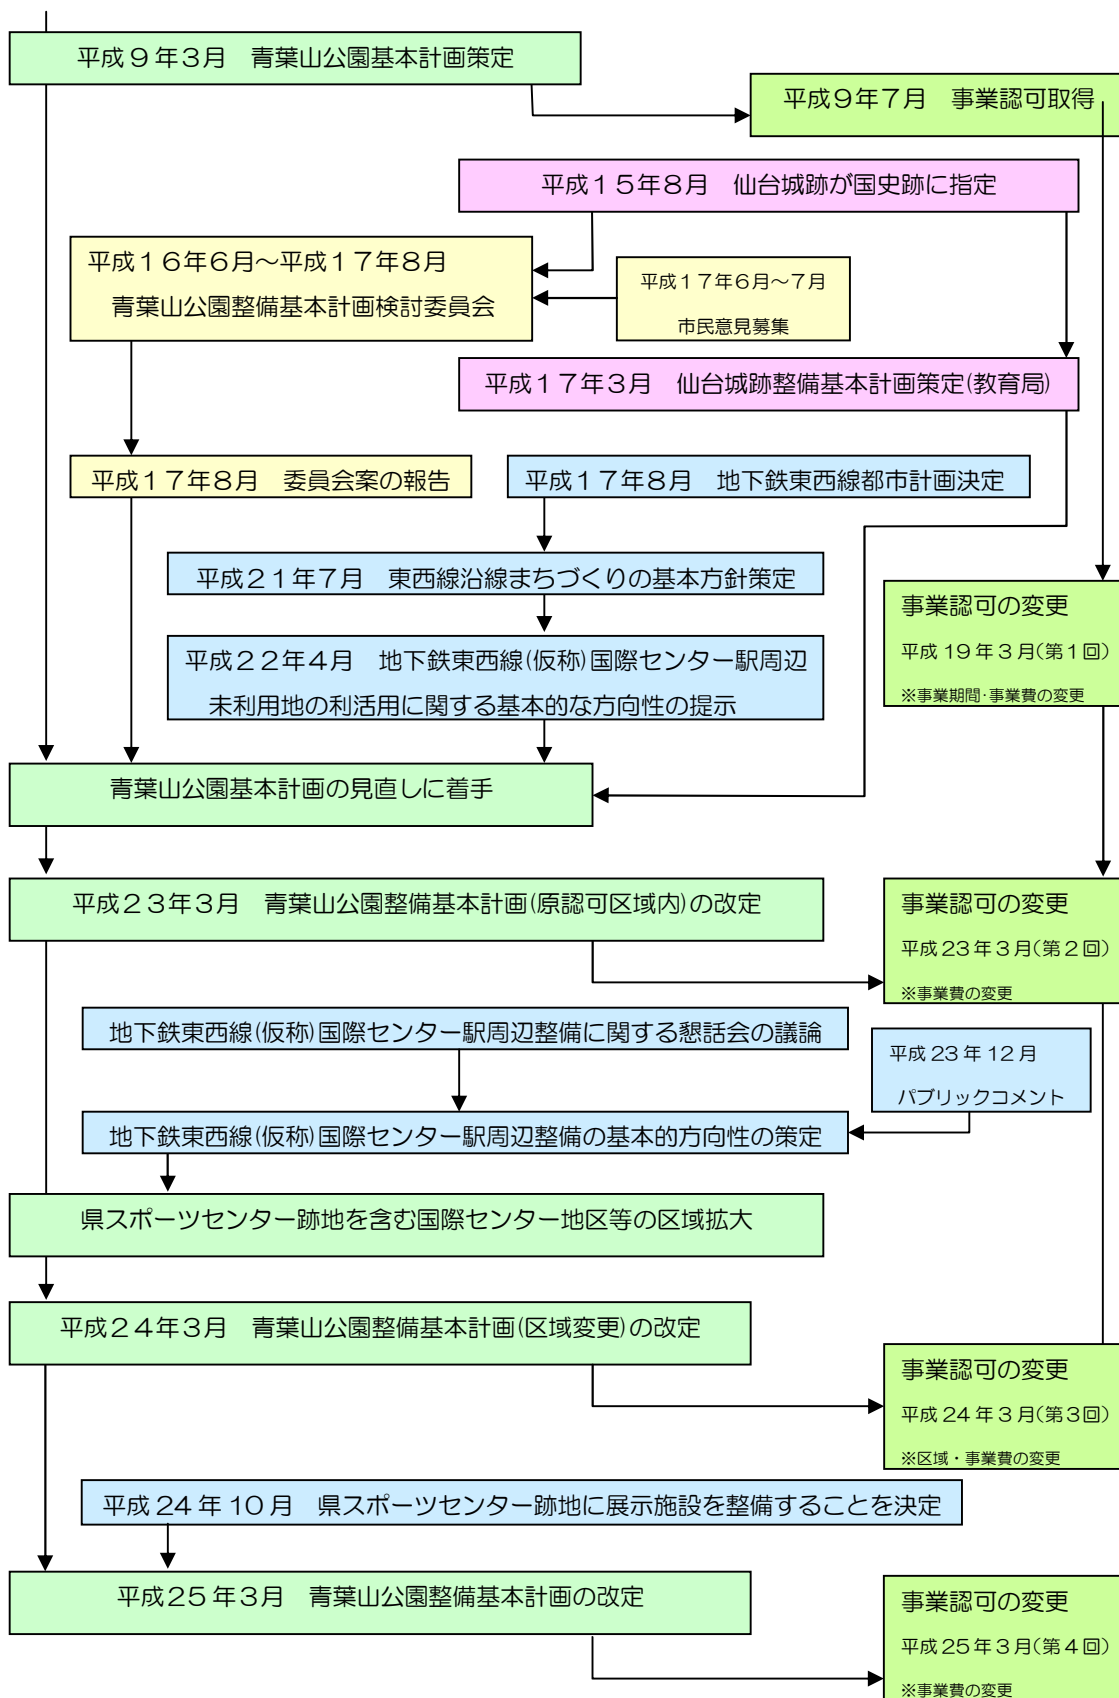 平成９年３月　青葉山公園基本計画策定
平成９年７月　事業認可取得
平成１５年８月　仙台城跡が国史跡に指定
平成１６年６月～平成１７年８月
青葉山公園整備基本計画検討委員会
平成１７年６月～７月
市民意見募集
平成１７年３月　仙台城跡整備基本計画策定(教育局)
平成１７年８月　委員会案の報告
平成１７年８月　地下鉄東西線都市計画決定
平成２１年７月　東西線沿線まちづくりの基本方針策定
事業認可の変更
平成 19 年３月(第１回)
※事業期間・事業費の変更
平成２２年４月　地下鉄東西線(仮称)国際センター駅周辺
未利用地の利活用に関する基本的な方向性の提示
青葉山公園基本計画の見直しに着手
平成２３年３月　青葉山公園整備基本計画(原認可区域内)の改定
事業認可の変更
平成 23 年３月(第２回)
※事業費の変更
地下鉄東西線(仮称)国際センター駅周辺整備に関する懇話会の議論
平成 23 年 12 月
パブリックコメント
地下鉄東西線(仮称)国際センター駅周辺整備の基本的方向性の策定
県スポーツセンター跡地を含む国際センター地区等の区域拡大
平成２４年３月　青葉山公園整備基本計画(区域変更)の改定
事業認可の変更
平成 24 年３月(第３回)
※区域・事業費の変更
平成 24 年 10 月　県スポーツセンター跡地に展示施設を整備することを決定
平成 25 年３月　青葉山公園整備基本計画の改定
事業認可の変更
平成 25 年３月(第４回)
※事業費の変更